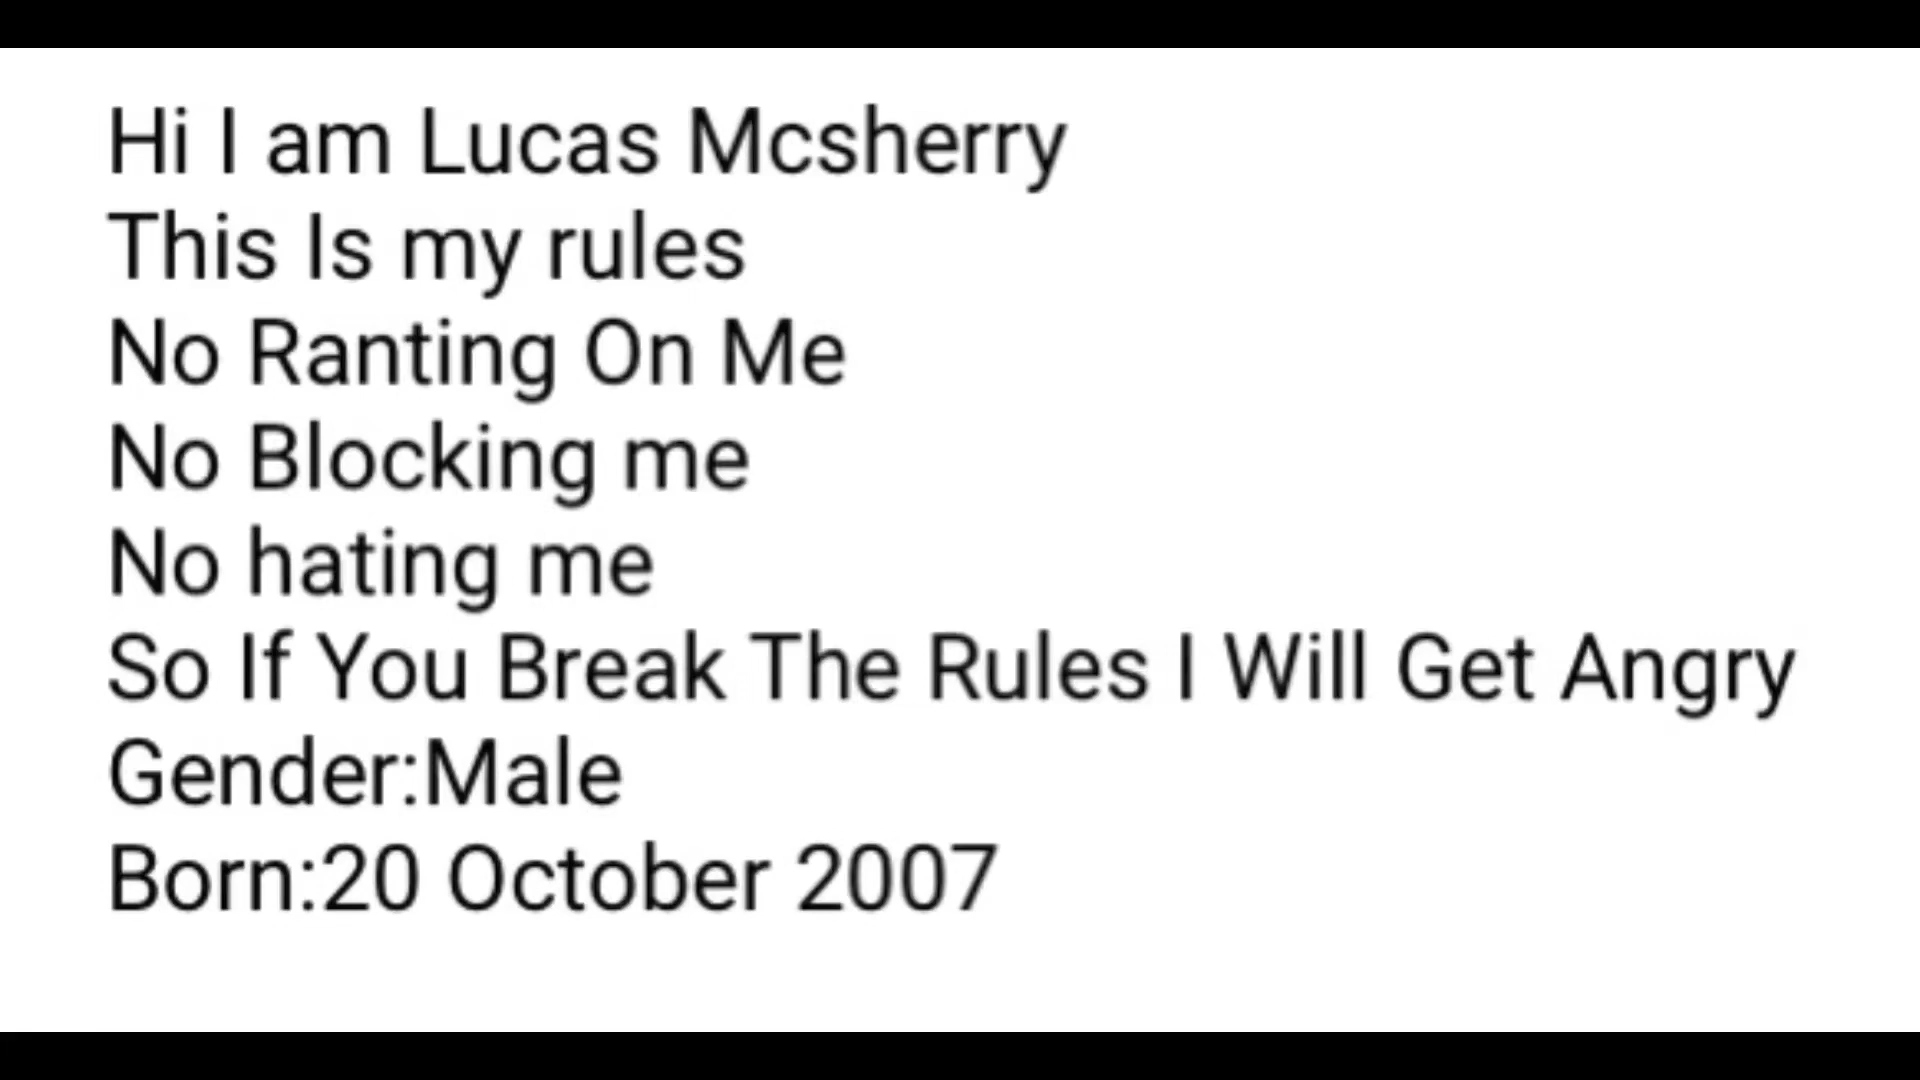 Hi I am Lucas Mcsherry
This Is my rules
No Ranting On Me
No Blocking me
No hating me
So If You Break The Rules I Will Get Angry
Gender:Male
Born:20 October 2007